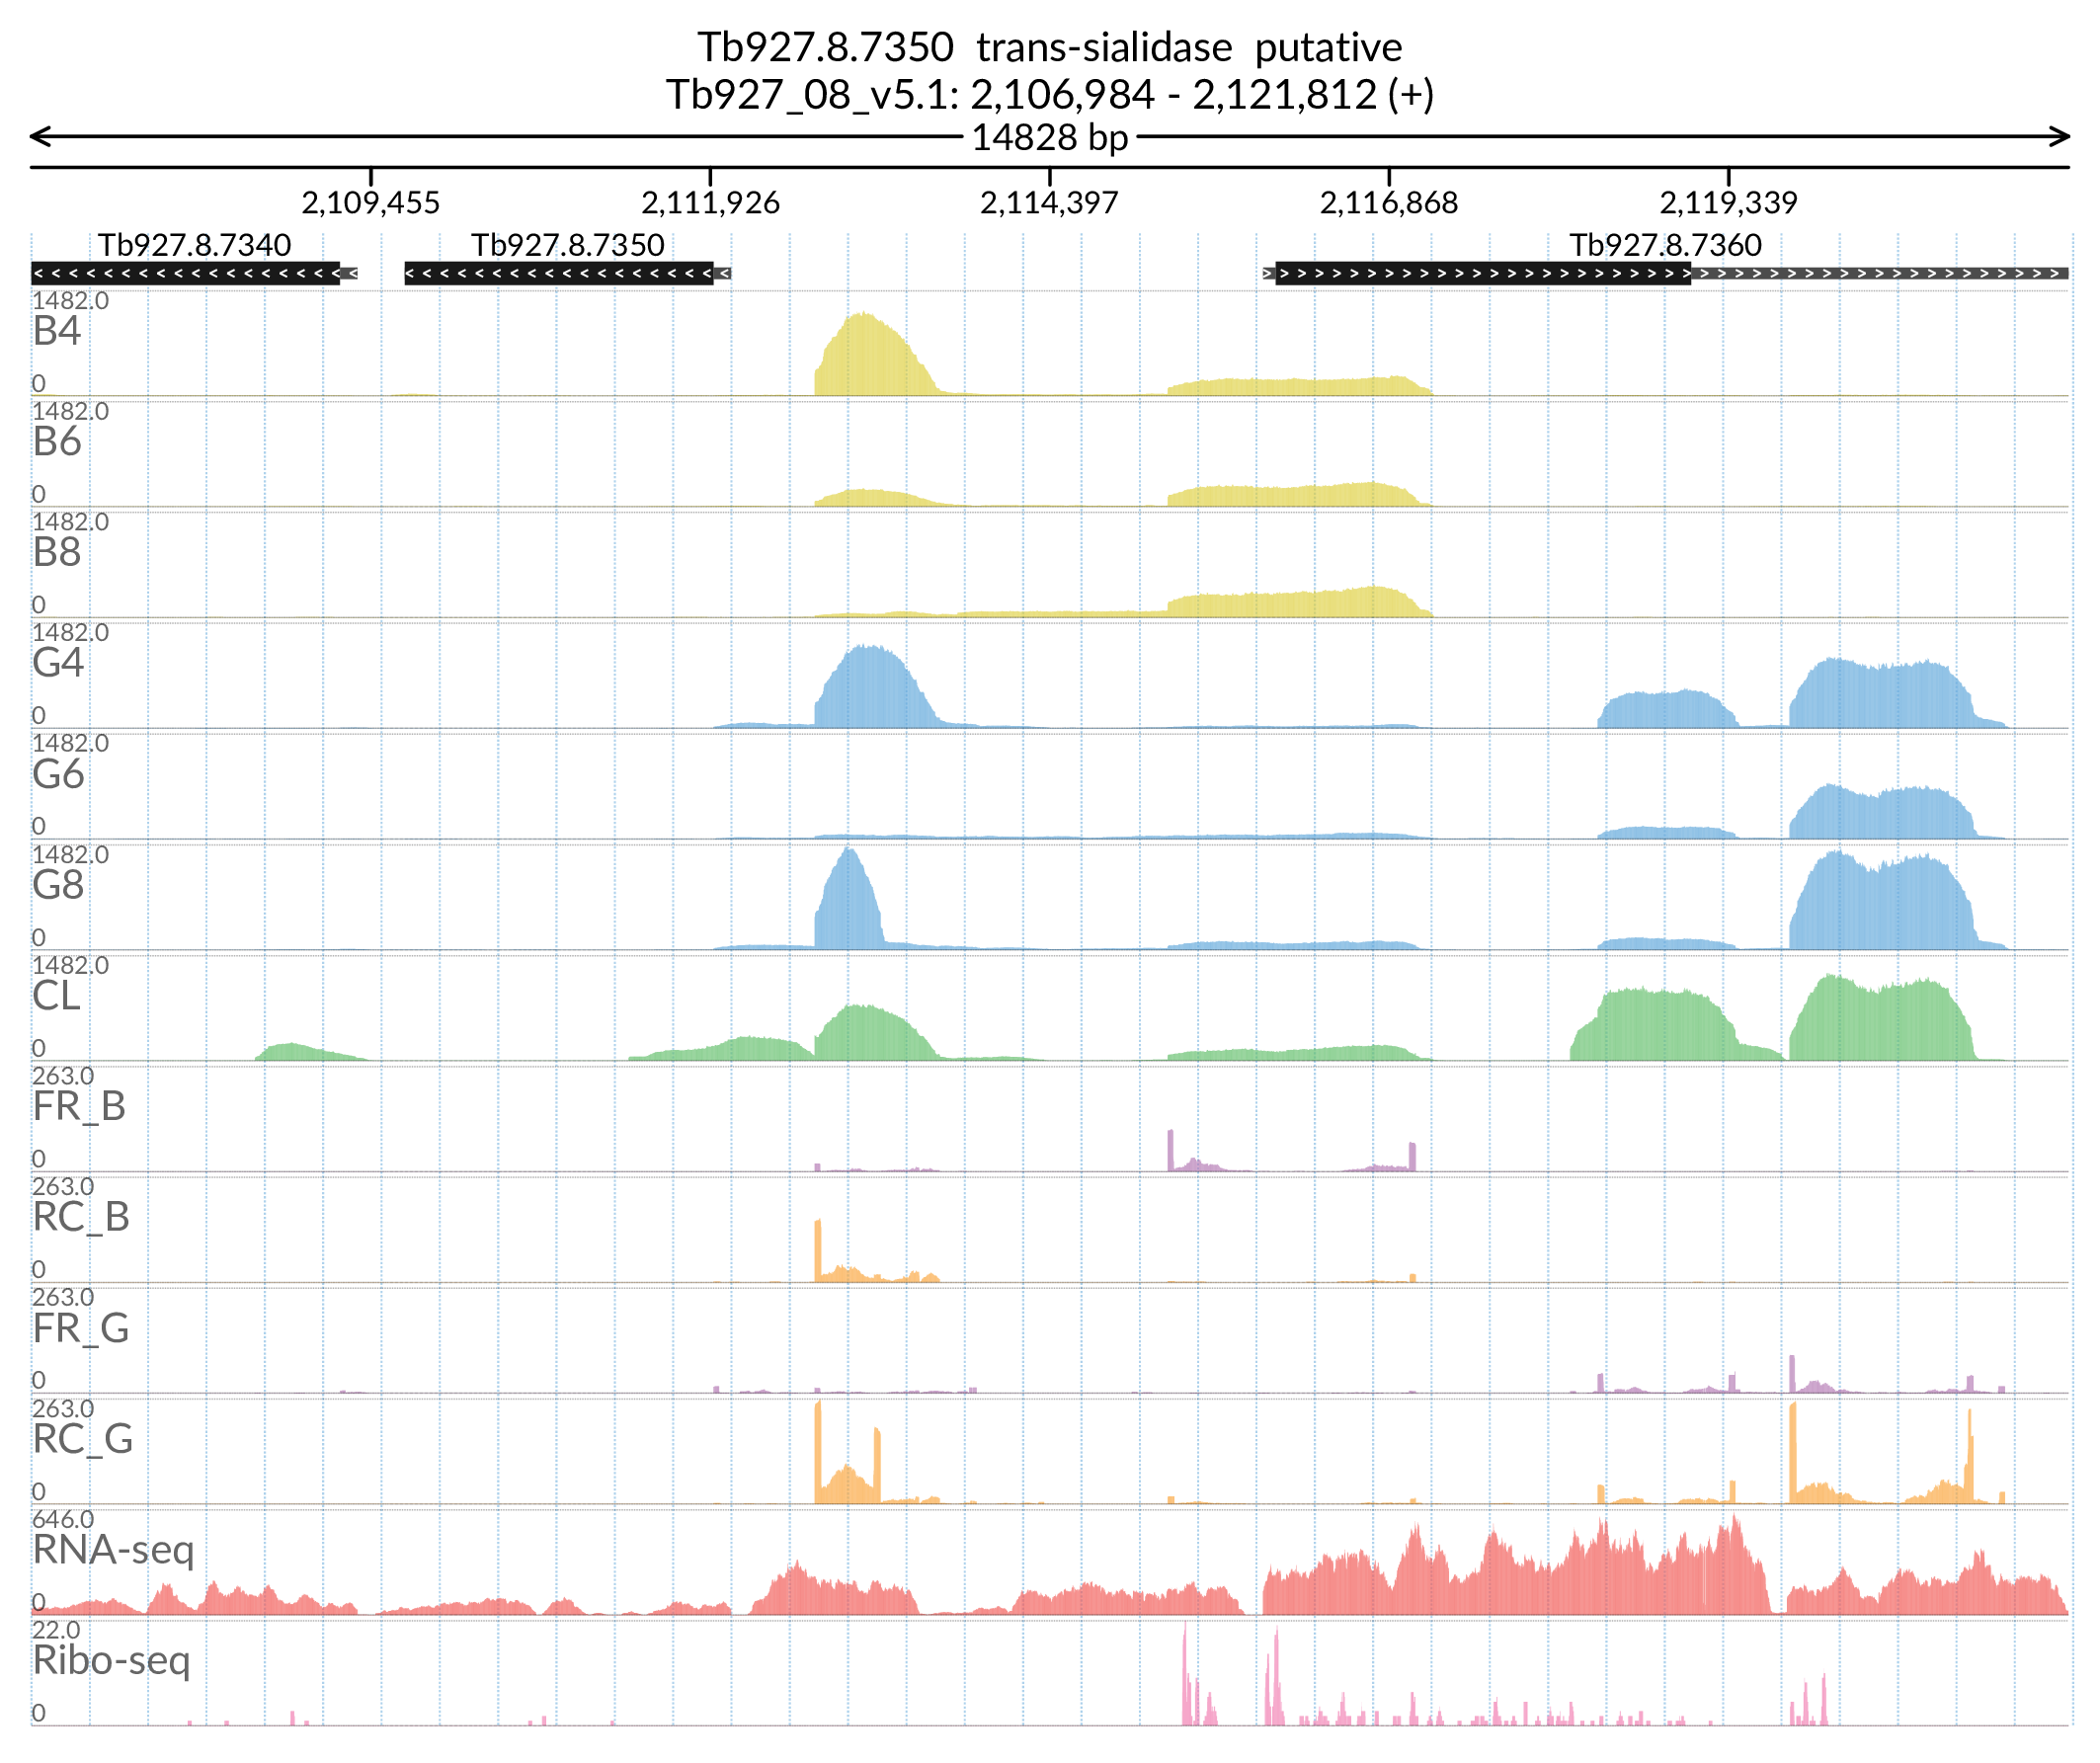 Tb927.8.7350 trans-sialidase putative
Tb927_08_v5.1: 2,106,984 - 2,121,812 (+)
14828 bp
2,109,455 2,111,926 2,114,397 2,116,868 2,119,339
Tb927.8.7340 Tb927.8.7350 Tb927.8.7360
1482.0
B4
0
1482.0
B6
0
1482.0
B8
0
1482.0
G4
0
1482.0
G6
0
1482.0
G8
0
1482.0
CL
0
263.0
FR_B
0
263.0
RC_B
0
263.0
FR_G
0
263.0
RC_G
0
646.0
RNA-seq
0
22.0
Ribo-seq
0